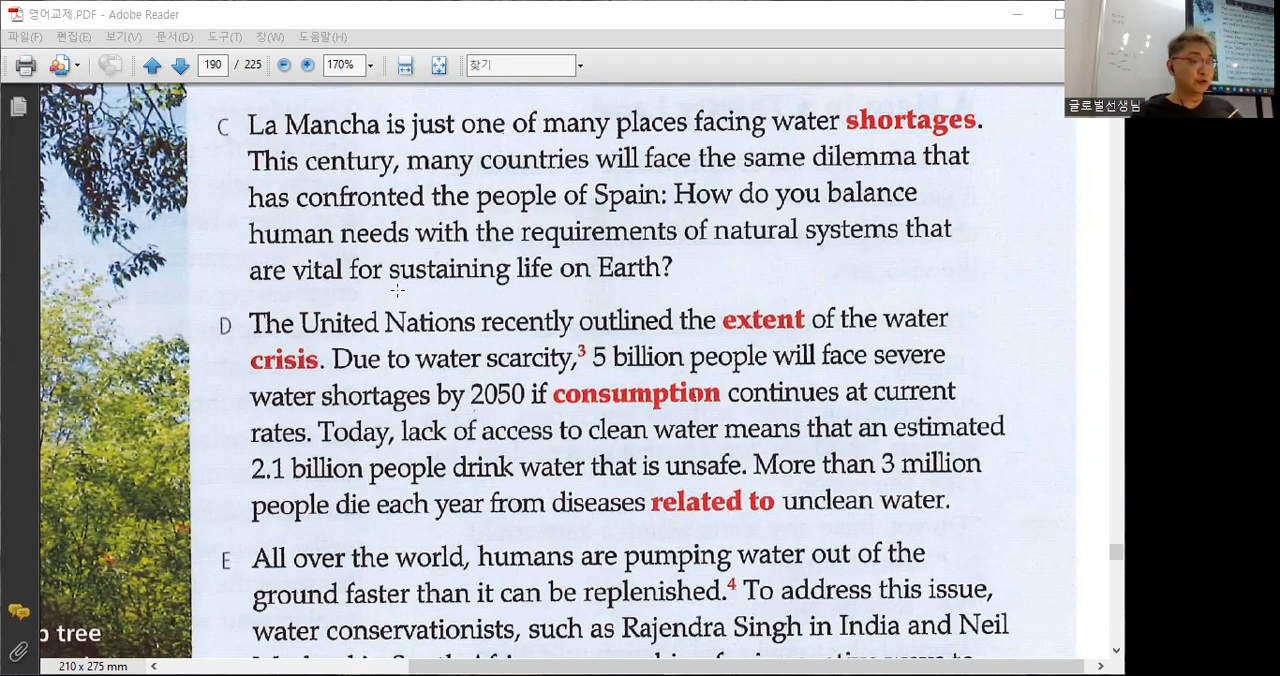 영어교제.PDF - Adobe Reader
파일(F) 편집(E) 보기(V) 문서(D) 도구(T) 창(W) 도움말(H)
190 / 225 170% 찾기
글로벌선생님
C La Mancha is just one of many places facing water shortages.
This century, many countries will face the same dilemma that
has confronted the people of Spain: How do you balance
human needs with the requirements of natural systems that
are vital for sustaining life on Earth?
D The United Nations recently outlined the extent of the water
crisis. Due to water scarcity,³ 5 billion people will face severe
water shortages by 2050 if consumption continues at current
rates. Today, lack of access to clean water means that an estimated
2.1 billion people drink water that is unsafe. More than 3 million
people die each year from diseases related to unclean water.
E All over the world, humans are pumping water out of the
ground faster than it can be replenished.⁴ To address this issue,
water conservationists, such as Rajendra Singh in India and Neil
tree
210 x 275 mm